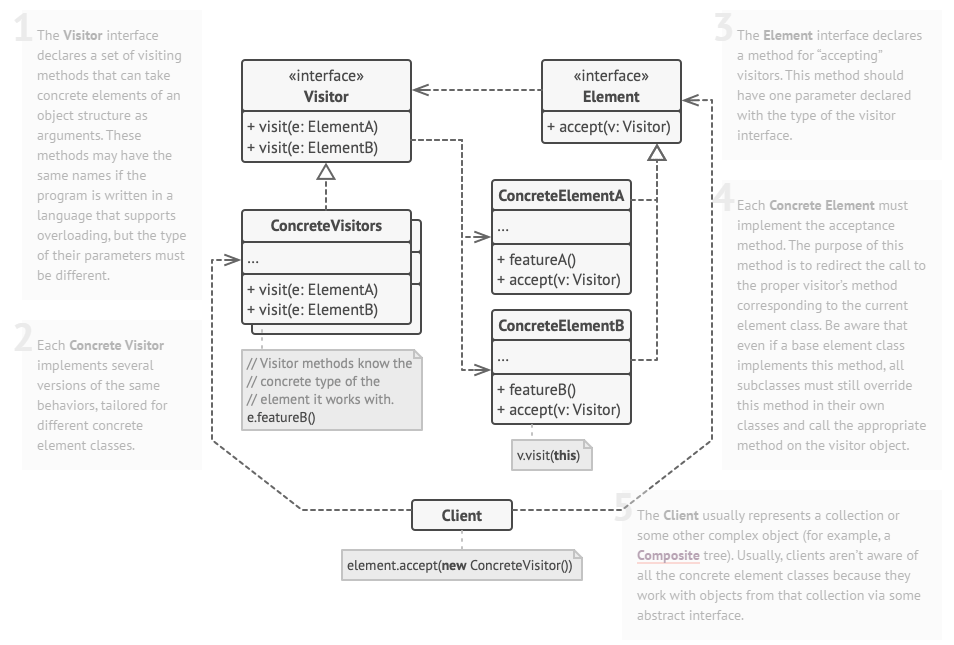 1
The Visitor interface
declares a set of visiting
methods that can take
concrete elements of an
object structure as
arguments. These
methods may have the
same names if the
program is written in a
language that supports
overloading, but the type
of their parameters must
be different.
2
Each Concrete Visitor
implements several
versions of the same
behaviors, tailored for
different concrete
element classes.
«interface»
Visitor
+ visit(e: ElementA)
+ visit(e: ElementB)
ConcreteVisitors
...
+ visit(e: ElementA)
+ visit(e: ElementB)
// Visitor methods know the
// concrete type of the
// element it works with.
e.featureB()
«interface»
Element
+ accept(v: Visitor)
ConcreteElementA
...
+ featureA()
+ accept(v: Visitor)
ConcreteElementB
...
+ featureB()
+ accept(v: Visitor)
v.visit(this)
Client
element.accept(new ConcreteVisitor())
3
The Element interface declares
a method for “accepting”
visitors. This method should
have one parameter declared
with the type of the visitor
interface.
4
Each Concrete Element must
implement the acceptance
method. The purpose of this
method is to redirect the call to
the proper visitor’s method
corresponding to the current
element class. Be aware that
even if a base element class
implements this method, all
subclasses must still override
this method in their own
classes and call the appropriate
method on the visitor object.
5
The Client usually represents a collection or
some other complex object (for example, a
Composite tree). Usually, clients aren’t aware of
all the concrete element classes because they
work with objects from that collection via some
abstract interface.